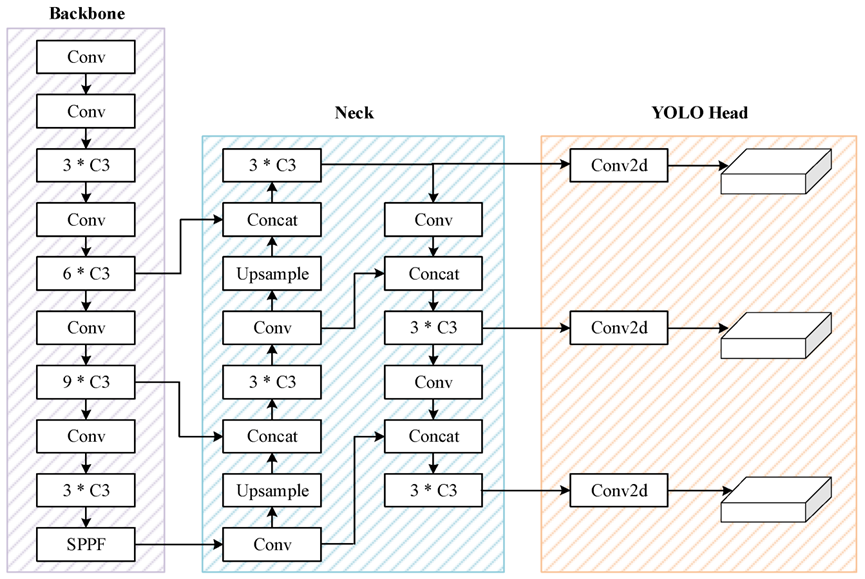 Backbone
Conv
Conv
3 * C3
Conv
6 * C3
Conv
9 * C3
Conv
3 * C3
SPPF
Neck
3 * C3
Concat
Upsample
Conv
3 * C3
Concat
Upsample
Conv
Conv
Concat
3 * C3
Conv
Concat
3 * C3
YOLO Head
Conv2d
Conv2d
Conv2d